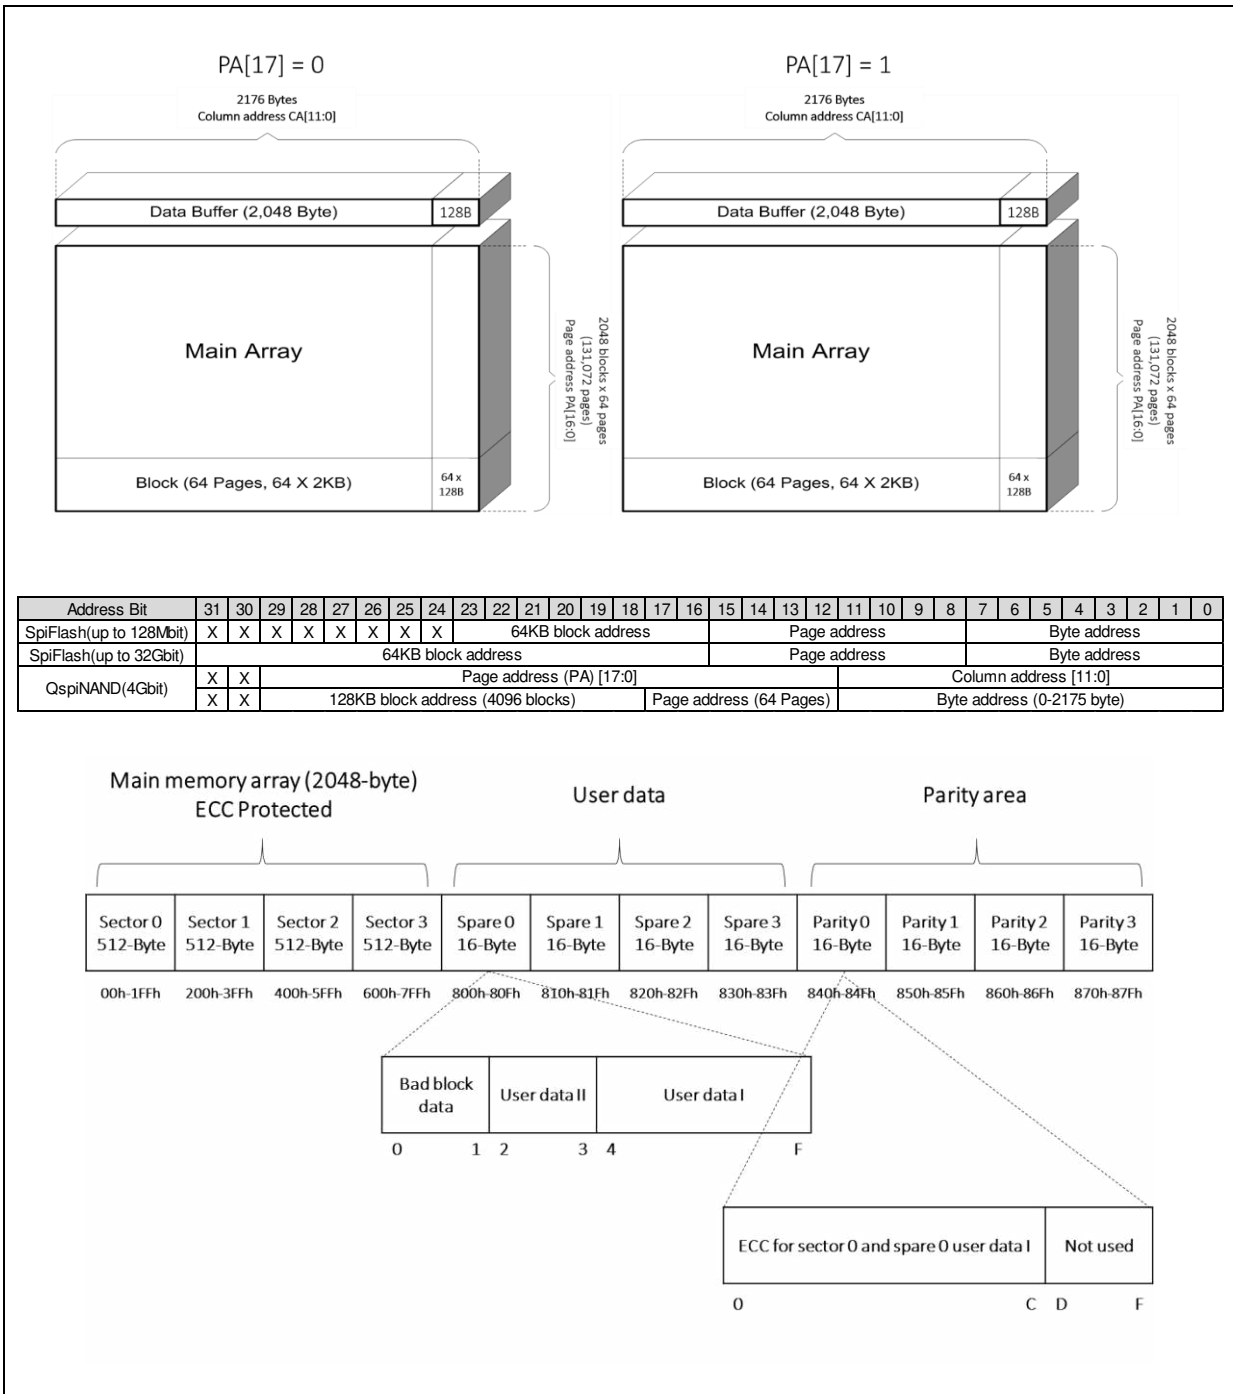 PA[17] = 0
2176 Bytes
Column address CA[11:0]
Data Buffer (2,048 Byte)
128B
Main Array
Block (64 Pages, 64 X 2KB)
64 x
128B
2048 blocks x 64 pages
(131,072 pages)
Page address PA[16:0]
PA[17] = 1
2176 Bytes
Column address CA[11:0]
Data Buffer (2,048 Byte)
128B
Main Array
Block (64 Pages, 64 X 2KB)
64 x
128B
2048 blocks x 64 pages
(131,072 pages)
Page address PA[16:0]
Address Bit 31 30 29 28 27 26 25 24 23 22 21 20 19 18 17 16 15 14 13 12 11 10 9 8 7 6 5 4 3 2 1 0
SpiFlash(up to 128Mbit) X X X X X X X X 64KB block address Page address Byte address
SpiFlash(up to 32Gbit) 64KB block address Page address Byte address
QspiNAND(4Gbit)
X X Page address (PA) [17:0] Column address [11:0]
X X 128KB block address (4096 blocks) Page address (64 Pages) Byte address (0-2175 byte)
Main memory array (2048-byte)
ECC Protected
User data
Parity area
Sector 0
512-Byte
Sector 1
512-Byte
Sector 2
512-Byte
Sector 3
512-Byte
Spare 0
16-Byte
Spare 1
16-Byte
Spare 2
16-Byte
Spare 3
16-Byte
Parity 0
16-Byte
Parity 1
16-Byte
Parity 2
16-Byte
Parity 3
16-Byte
00h-1FFh 200h-3FFh 400h-5FFh 600h-7FFh 800h-80Fh 810h-81Fh 820h-82Fh 830h-83Fh 840h-84Fh 850h-85Fh 860h-86Fh 870h-87Fh
Bad block
data
User data II
User data I
0 1 2 3 4 F
ECC for sector 0 and spare 0 user data I
Not used
0 C D F